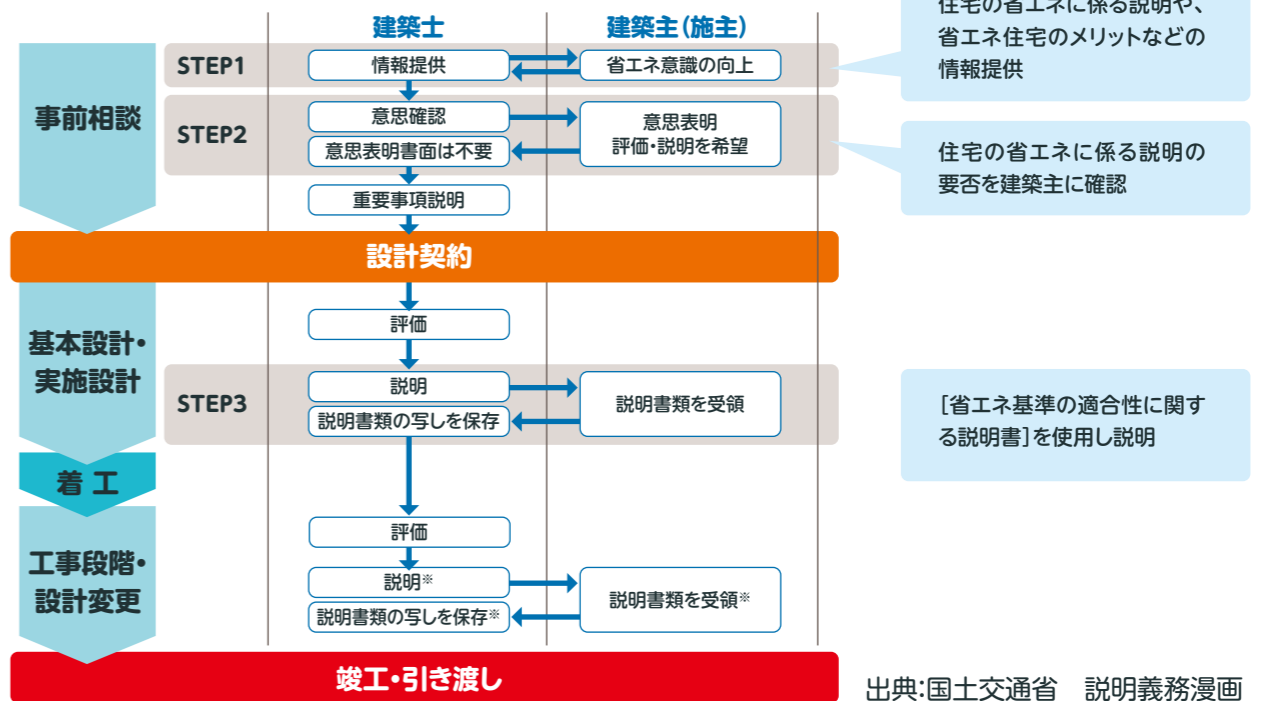 建築士
建築主(施主)
事前相談
STEP1
情報提供
省エネ意識の向上
住宅の省エネに係る説明や、
省エネ住宅のメリットなどの
情報提供
STEP2
意思確認
意思表明書面は不要
意思表明
評価・説明を希望
住宅の省エネに係る説明の
要否を建築主に確認
重要事項説明
設計契約
基本設計・
実施設計
評価
STEP3
説明
説明書類の写しを保存
説明書類を受領
[省エネ基準の適合性に関す
る説明書]を使用し説明
着 工
工事段階・
設計変更
評価
説明※
説明書類の写しを保存※
説明書類を受領※
竣工・引き渡し
出典:国土交通省 説明義務漫画